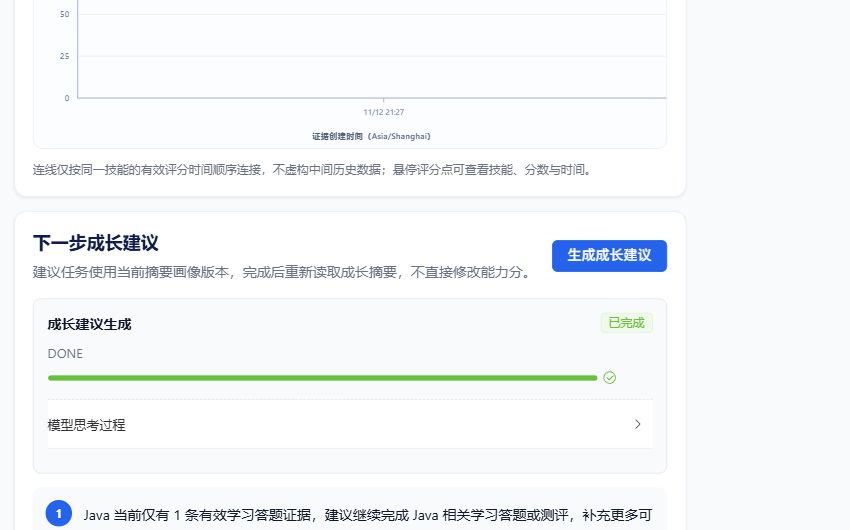 50
25
0
11/12 21:27
证据创建时间（Asia/Shanghai）
连线仅按同一技能的有效评分时间顺序连接，不虚构中间历史数据；悬停评分点可查看技能、分数与时间。
下一步成长建议
生成成长建议
建议任务使用当前摘要画像版本，完成后重新读取成长摘要，不直接修改能力分。
成长建议生成
已完成
DONE
模型思考过程
1 Java 当前仅有 1 条有效学习答题证据，建议继续完成 Java 相关学习答题或测评，补充更多可